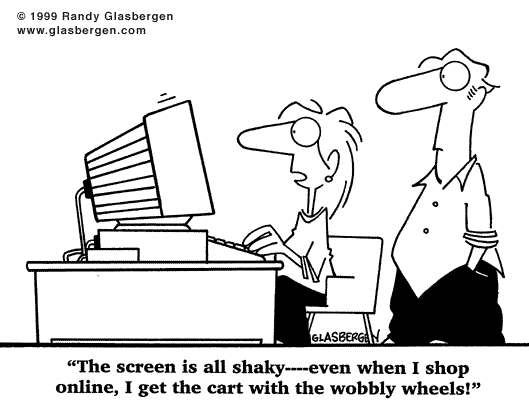 © 1999 Randy Glasbergen
www.glasbergen.com
GLASBERGEN
“The screen is all shaky----even when I shop
online, I get the cart with the wobbly wheels!”